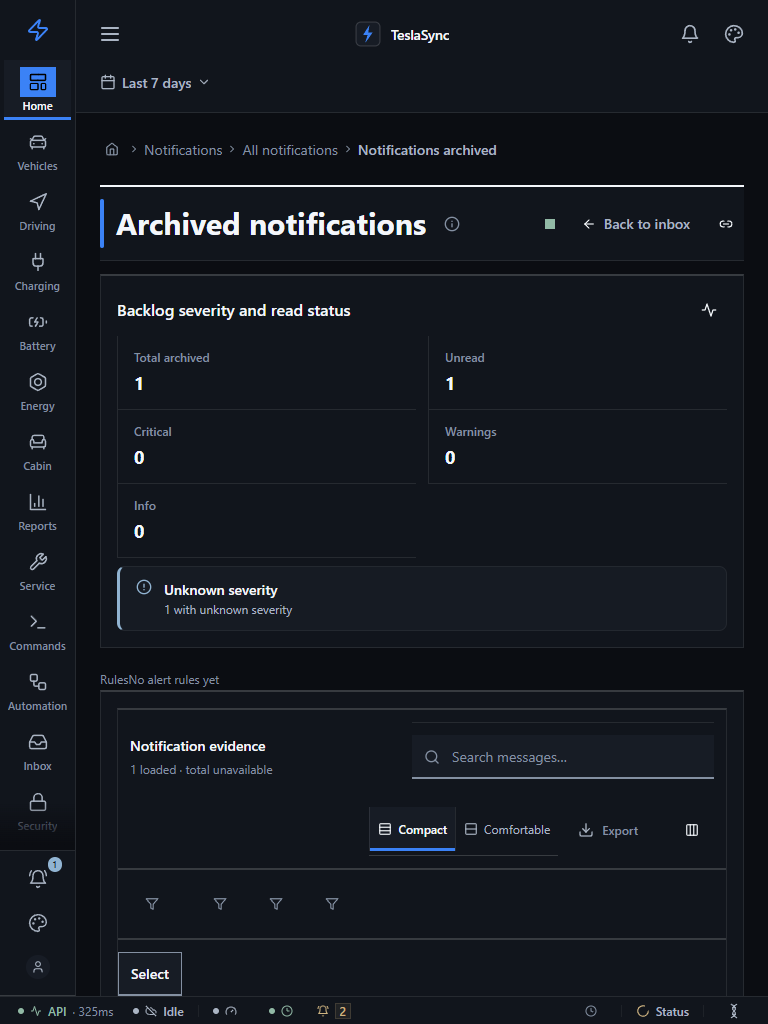 TeslaSync
Last 7 days
Home
Vehicles
Driving
Charging
Battery
Energy
Cabin
Reports
Service
Commands
Automation
Inbox
Security
1
Notifications
All notifications
Notifications archived
Archived notifications
Back to inbox
Backlog severity and read status
Total archived
1
Unread
1
Critical
0
Warnings
0
Info
0
Unknown severity
1 with unknown severity
RulesNo alert rules yet
Notification evidence
1 loaded · total unavailable
Search messages...
Compact
Comfortable
Export
Select
API · 325ms
Idle
2
Status